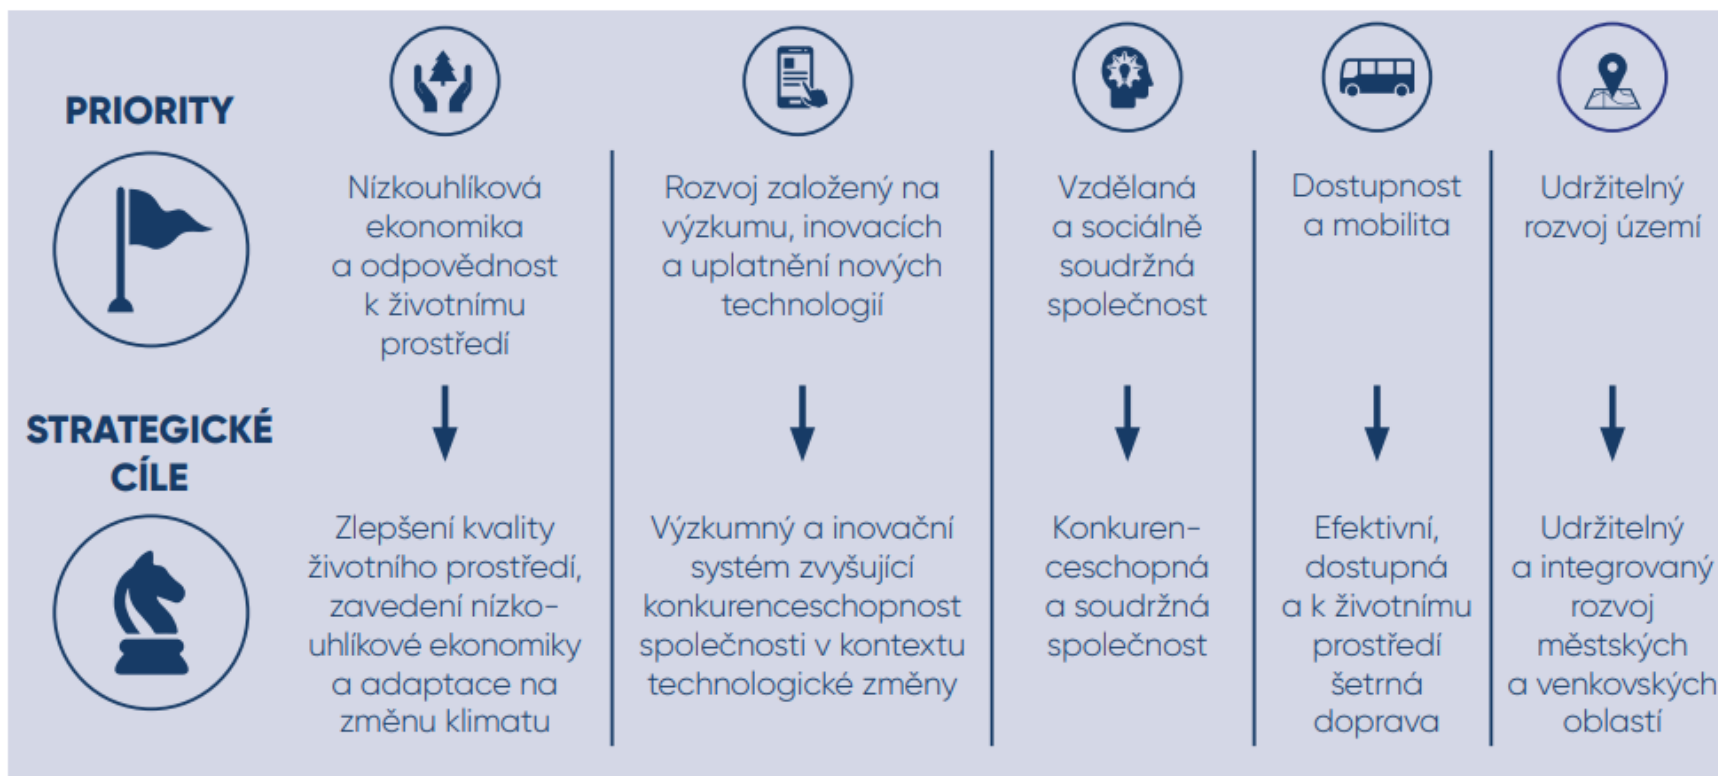 PRIORITY
Nízkouhlíková
ekonomika
a odpovědnost
k životnímu
prostředí
Rozvoj založený na
výzkumu, inovacích
a uplatnění nových
technologií
Vzdělaná
a sociálně
soudržná
společnost
Dostupnost
a mobilita
Udržitelný
rozvoj území
STRATEGICKÉ
CÍLE
Zlepšení kvality
životního prostředí,
zavedení nízko-
uhlíkové ekonomiky
a adaptace na
změnu klimatu
Výzkumný a inovační
systém zvyšující
konkurenceschopnost
společnosti v kontextu
technologické změny
Konkuren-
ceschopná
a soudržná
společnost
Efektivní,
dostupná
a k životnímu
prostředí
šetrná
doprava
Udržitelný
a integrovaný
rozvoj
městských
a venkovských
oblastí